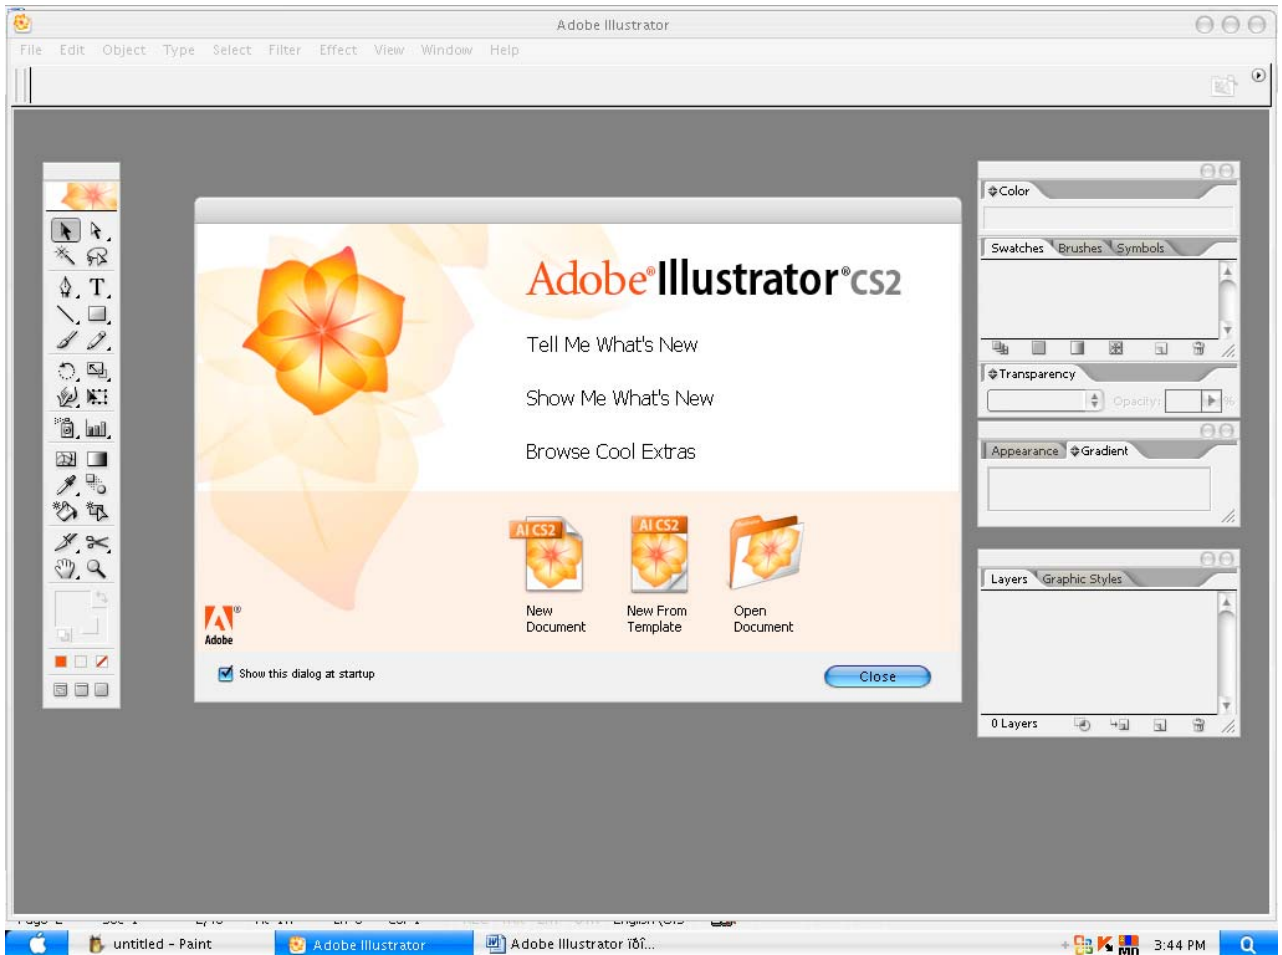 Adobe Illustrator
File Edit Object Type Select Filter Effect View Window Help
Color
Swatches Brushes Symbols
Transparency
Opacity: %
Appearance Gradient
Layers Graphic Styles
0 Layers
Adobe®Illustrator®CS2
Tell Me What's New
Show Me What's New
Browse Cool Extras
AI CS2
AI CS2
Illustrator
New Document
New From Template
Open Document
Adobe
Show this dialog at startup
Close
untitled - Paint
Adobe Illustrator
Adobe Illustrator ïðî...
MN
3:44 PM